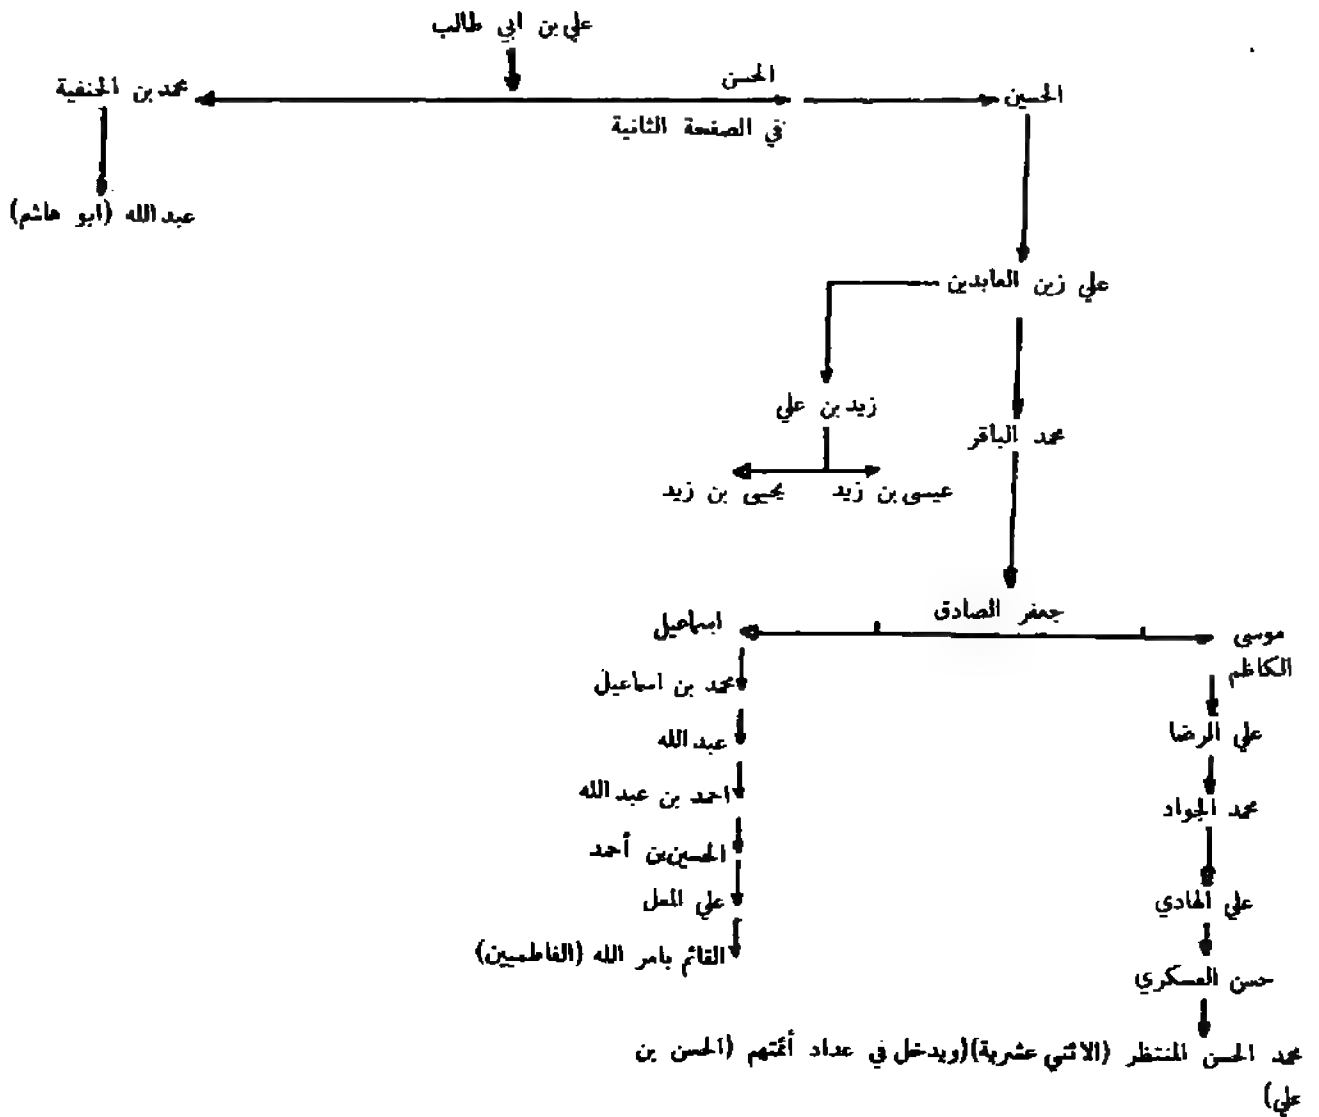 علي بن ابي طالب
الحسن
الحسين
محمد بن الحنفية
في الصفحة الثانية
عبد الله (ابو هاشم)
علي زين العابدين
زيد بن علي
محمد الباقر
عيسى بن زيد
يحيى بن زيد
جعفر الصادق
موسى
الكاظم
اسماعيل
علي الرضا
محمد بن اسماعيل
محمد الجواد
عبد الله
علي الهادي
احمد بن عبد الله
حسن العسكري
الحسين بن أحمد
علي المعل
القائم بامر الله (الفاطميين)
محمد الحسن المنتظر (الاثني عشرية) (ويدخل في عداد أئمتهم (الحسن بن
علي)